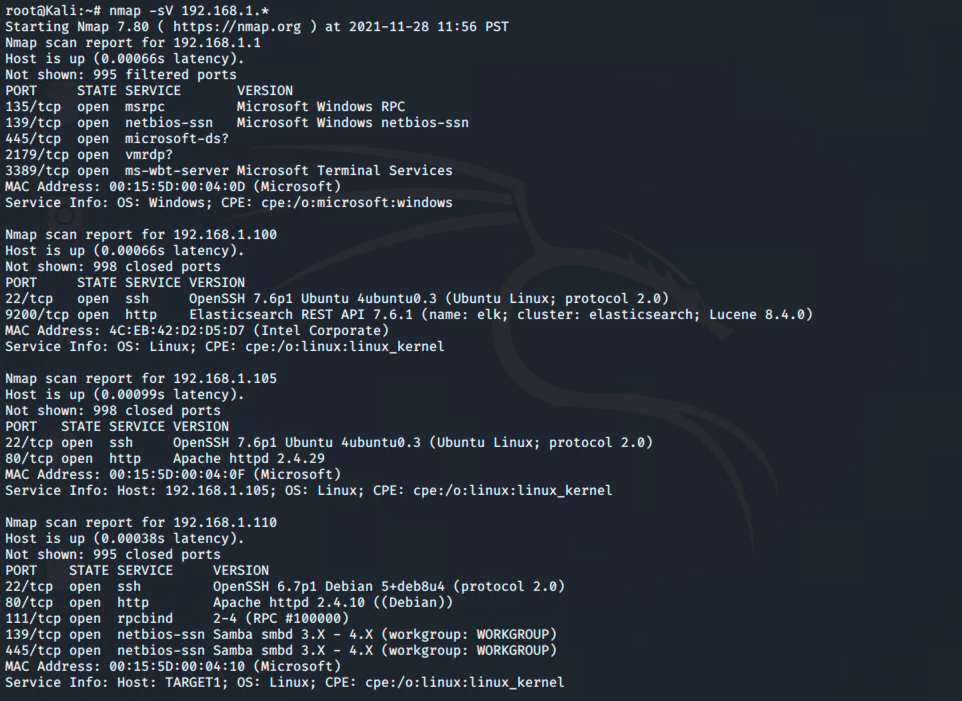 root@Kali:~# nmap -sV 192.168.1.*
Starting Nmap 7.80 ( https://nmap.org ) at 2021-11-28 11:56 PST
Nmap scan report for 192.168.1.1
Host is up (0.00066s latency).
Not shown: 995 filtered ports
PORT     STATE SERVICE       VERSION
135/tcp  open  msrpc         Microsoft Windows RPC
139/tcp  open  netbios-ssn   Microsoft Windows netbios-ssn
445/tcp  open  microsoft-ds?
2179/tcp open  vmrdp?
3389/tcp open  ms-wbt-server Microsoft Terminal Services
MAC Address: 00:15:5D:00:04:0D (Microsoft)
Service Info: OS: Windows; CPE: cpe:/o:microsoft:windows

Nmap scan report for 192.168.1.100
Host is up (0.00066s latency).
Not shown: 998 closed ports
PORT     STATE SERVICE VERSION
22/tcp   open  ssh     OpenSSH 7.6p1 Ubuntu 4ubuntu0.3 (Ubuntu Linux; protocol 2.0)
9200/tcp open  http    Elasticsearch REST API 7.6.1 (name: elk; cluster: elasticsearch; Lucene 8.4.0)
MAC Address: 4C:EB:42:D2:D5:D7 (Intel Corporate)
Service Info: OS: Linux; CPE: cpe:/o:linux:linux_kernel

Nmap scan report for 192.168.1.105
Host is up (0.00099s latency).
Not shown: 998 closed ports
PORT   STATE SERVICE VERSION
22/tcp open  ssh     OpenSSH 7.6p1 Ubuntu 4ubuntu0.3 (Ubuntu Linux; protocol 2.0)
80/tcp open  http    Apache httpd 2.4.29
MAC Address: 00:15:5D:00:04:0F (Microsoft)
Service Info: Host: 192.168.1.105; OS: Linux; CPE: cpe:/o:linux:linux_kernel

Nmap scan report for 192.168.1.110
Host is up (0.00038s latency).
Not shown: 995 closed ports
PORT    STATE SERVICE     VERSION
22/tcp  open  ssh         OpenSSH 6.7p1 Debian 5+deb8u4 (protocol 2.0)
80/tcp  open  http        Apache httpd 2.4.10 ((Debian))
111/tcp open  rpcbind     2-4 (RPC #100000)
139/tcp open  netbios-ssn Samba smbd 3.X - 4.X (workgroup: WORKGROUP)
445/tcp open  netbios-ssn Samba smbd 3.X - 4.X (workgroup: WORKGROUP)
MAC Address: 00:15:5D:00:04:10 (Microsoft)
Service Info: Host: TARGET1; OS: Linux; CPE: cpe:/o:linux:linux_kernel